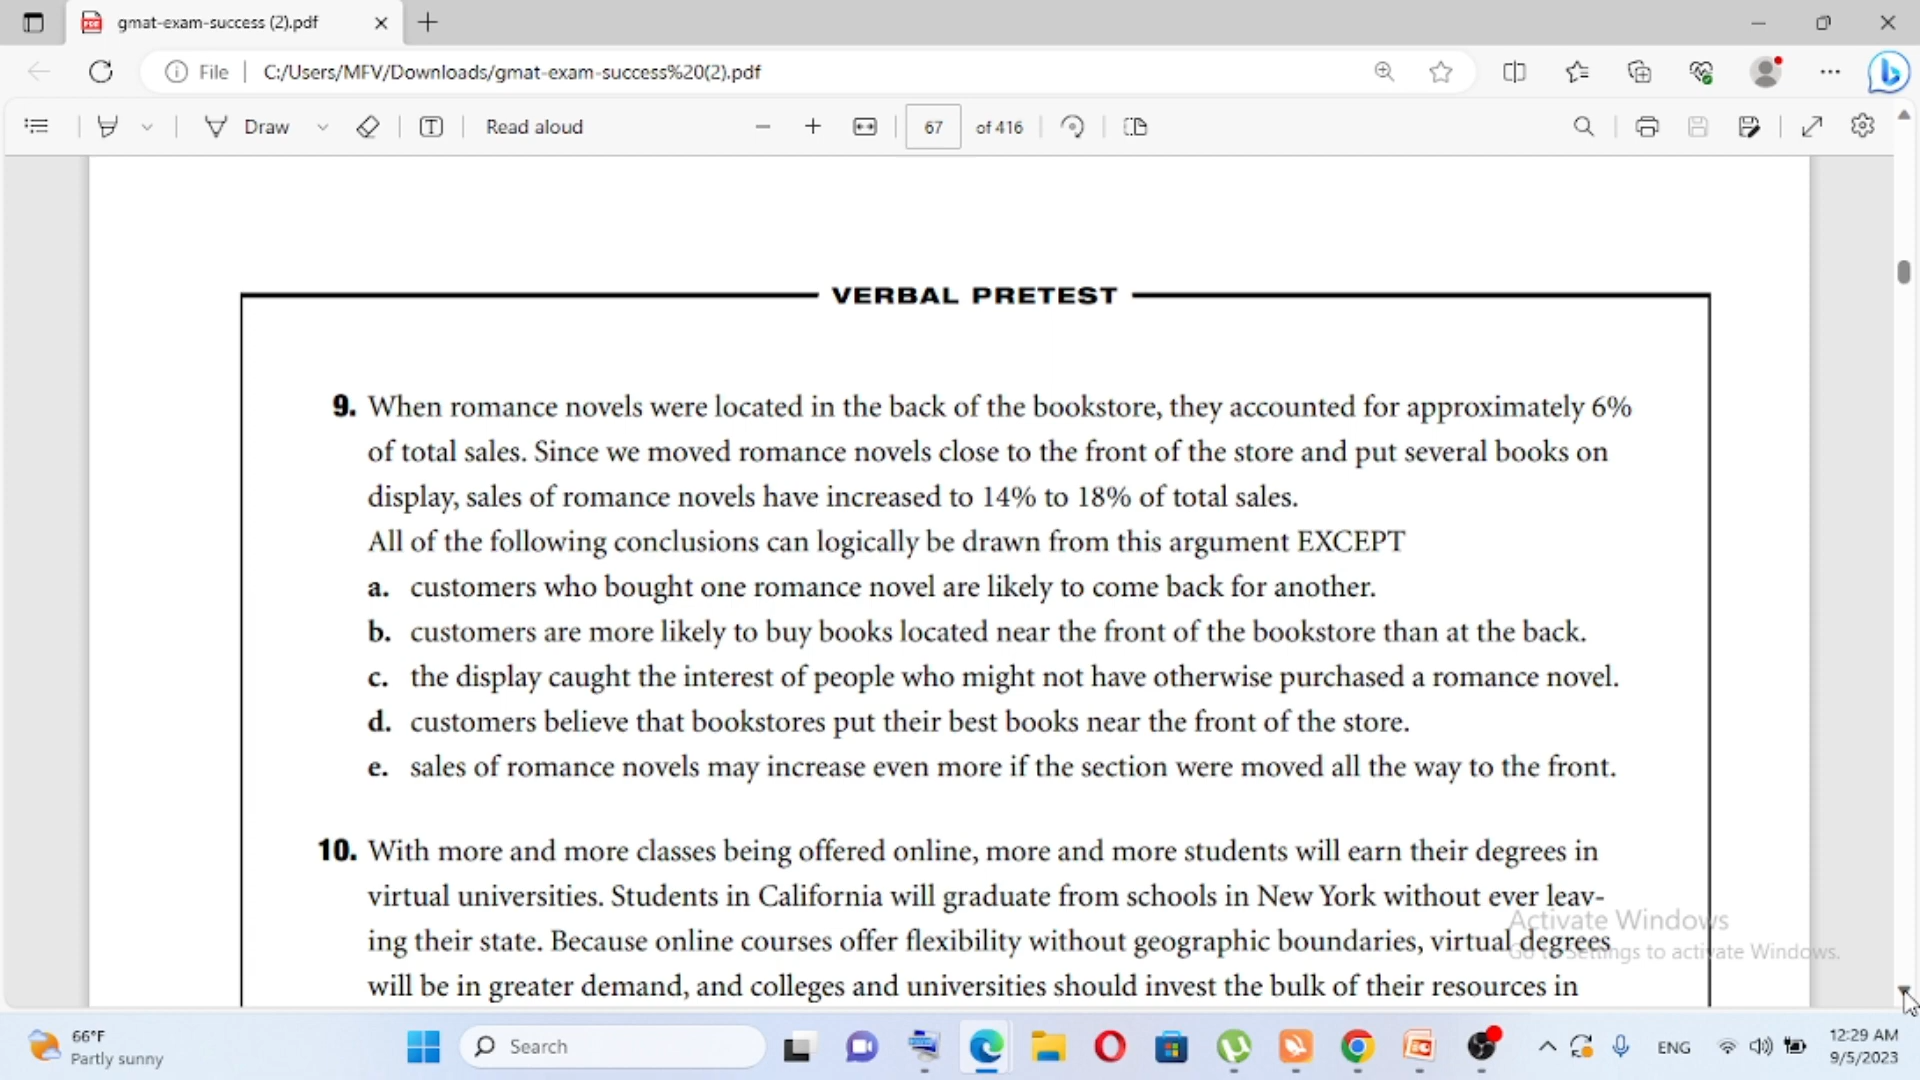 gmat-exam-success (2).pdf
File | C:/Users/MFV/Downloads/gmat-exam-success%20(2).pdf
Draw
Read aloud
67 of 416
VERBAL PRETEST
9. When romance novels were located in the back of the bookstore, they accounted for approximately 6%
of total sales. Since we moved romance novels close to the front of the store and put several books on
display, sales of romance novels have increased to 14% to 18% of total sales.
All of the following conclusions can logically be drawn from this argument EXCEPT
a. customers who bought one romance novel are likely to come back for another.
b. customers are more likely to buy books located near the front of the bookstore than at the back.
c. the display caught the interest of people who might not have otherwise purchased a romance novel.
d. customers believe that bookstores put their best books near the front of the store.
e. sales of romance novels may increase even more if the section were moved all the way to the front.
10. With more and more classes being offered online, more and more students will earn their degrees in
virtual universities. Students in California will graduate from schools in New York without ever leav-
ing their state. Because online courses offer flexibility without geographic boundaries, virtual degrees
will be in greater demand, and colleges and universities should invest the bulk of their resources in
Activate Windows
Go to Settings to activate Windows.
66°F
Partly sunny
Search
ENG
12:29 AM
9/5/2023